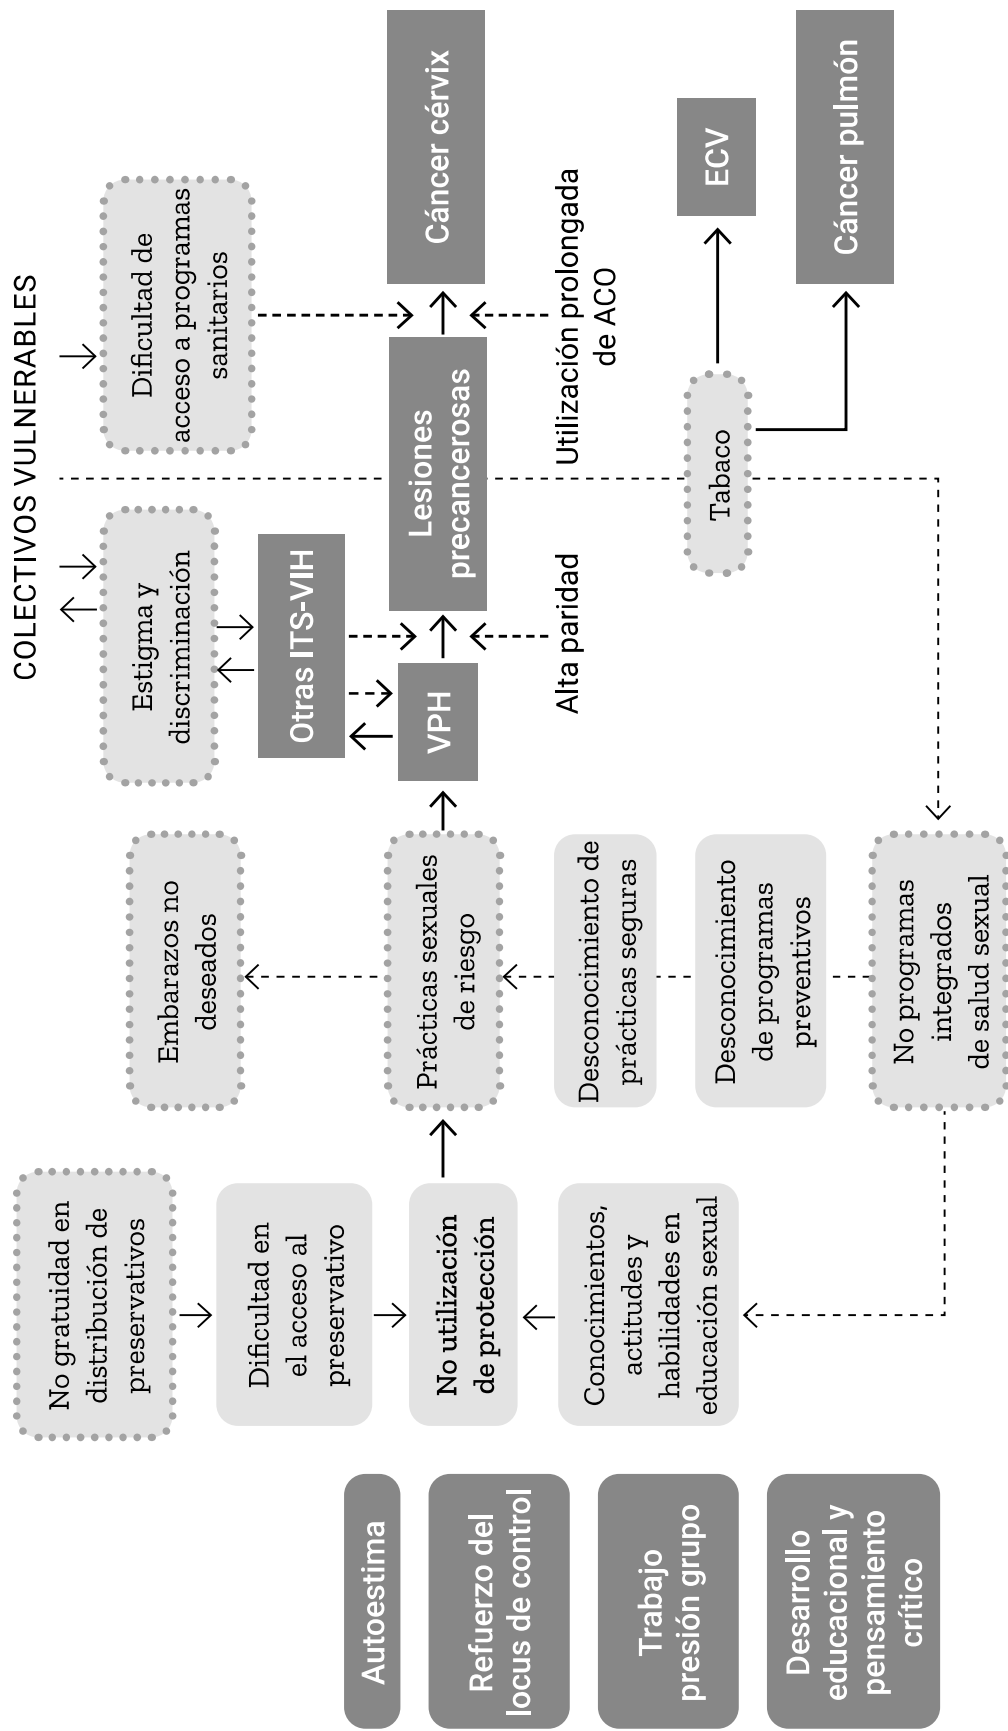 COLECTIVOS VULNERABLES
No gratuidad en
distribución de
preservativos
Embarazos no
deseados
Estigma y
discriminación
Dificultad de
acceso a programas
sanitarios
Dificultad en
el acceso al
preservativo
Otras ITS-VIH
Autoestima
No utilización
de protección
Prácticas sexuales
de riesgo
VPH
Lesiones
precancerosas
Cáncer cérvix
Refuerzo del
locus de control
Conocimientos,
actitudes y
habilidades en
educación sexual
Desconocimiento de
prácticas seguras
Alta paridad
Utilización prolongada
de ACO
Trabajo
presión grupo
Desconocimiento
de programas
preventivos
Tabaco
ECV
Desarrollo
educacional y
pensamiento
crítico
No programas
integrados
de salud sexual
Cáncer pulmón